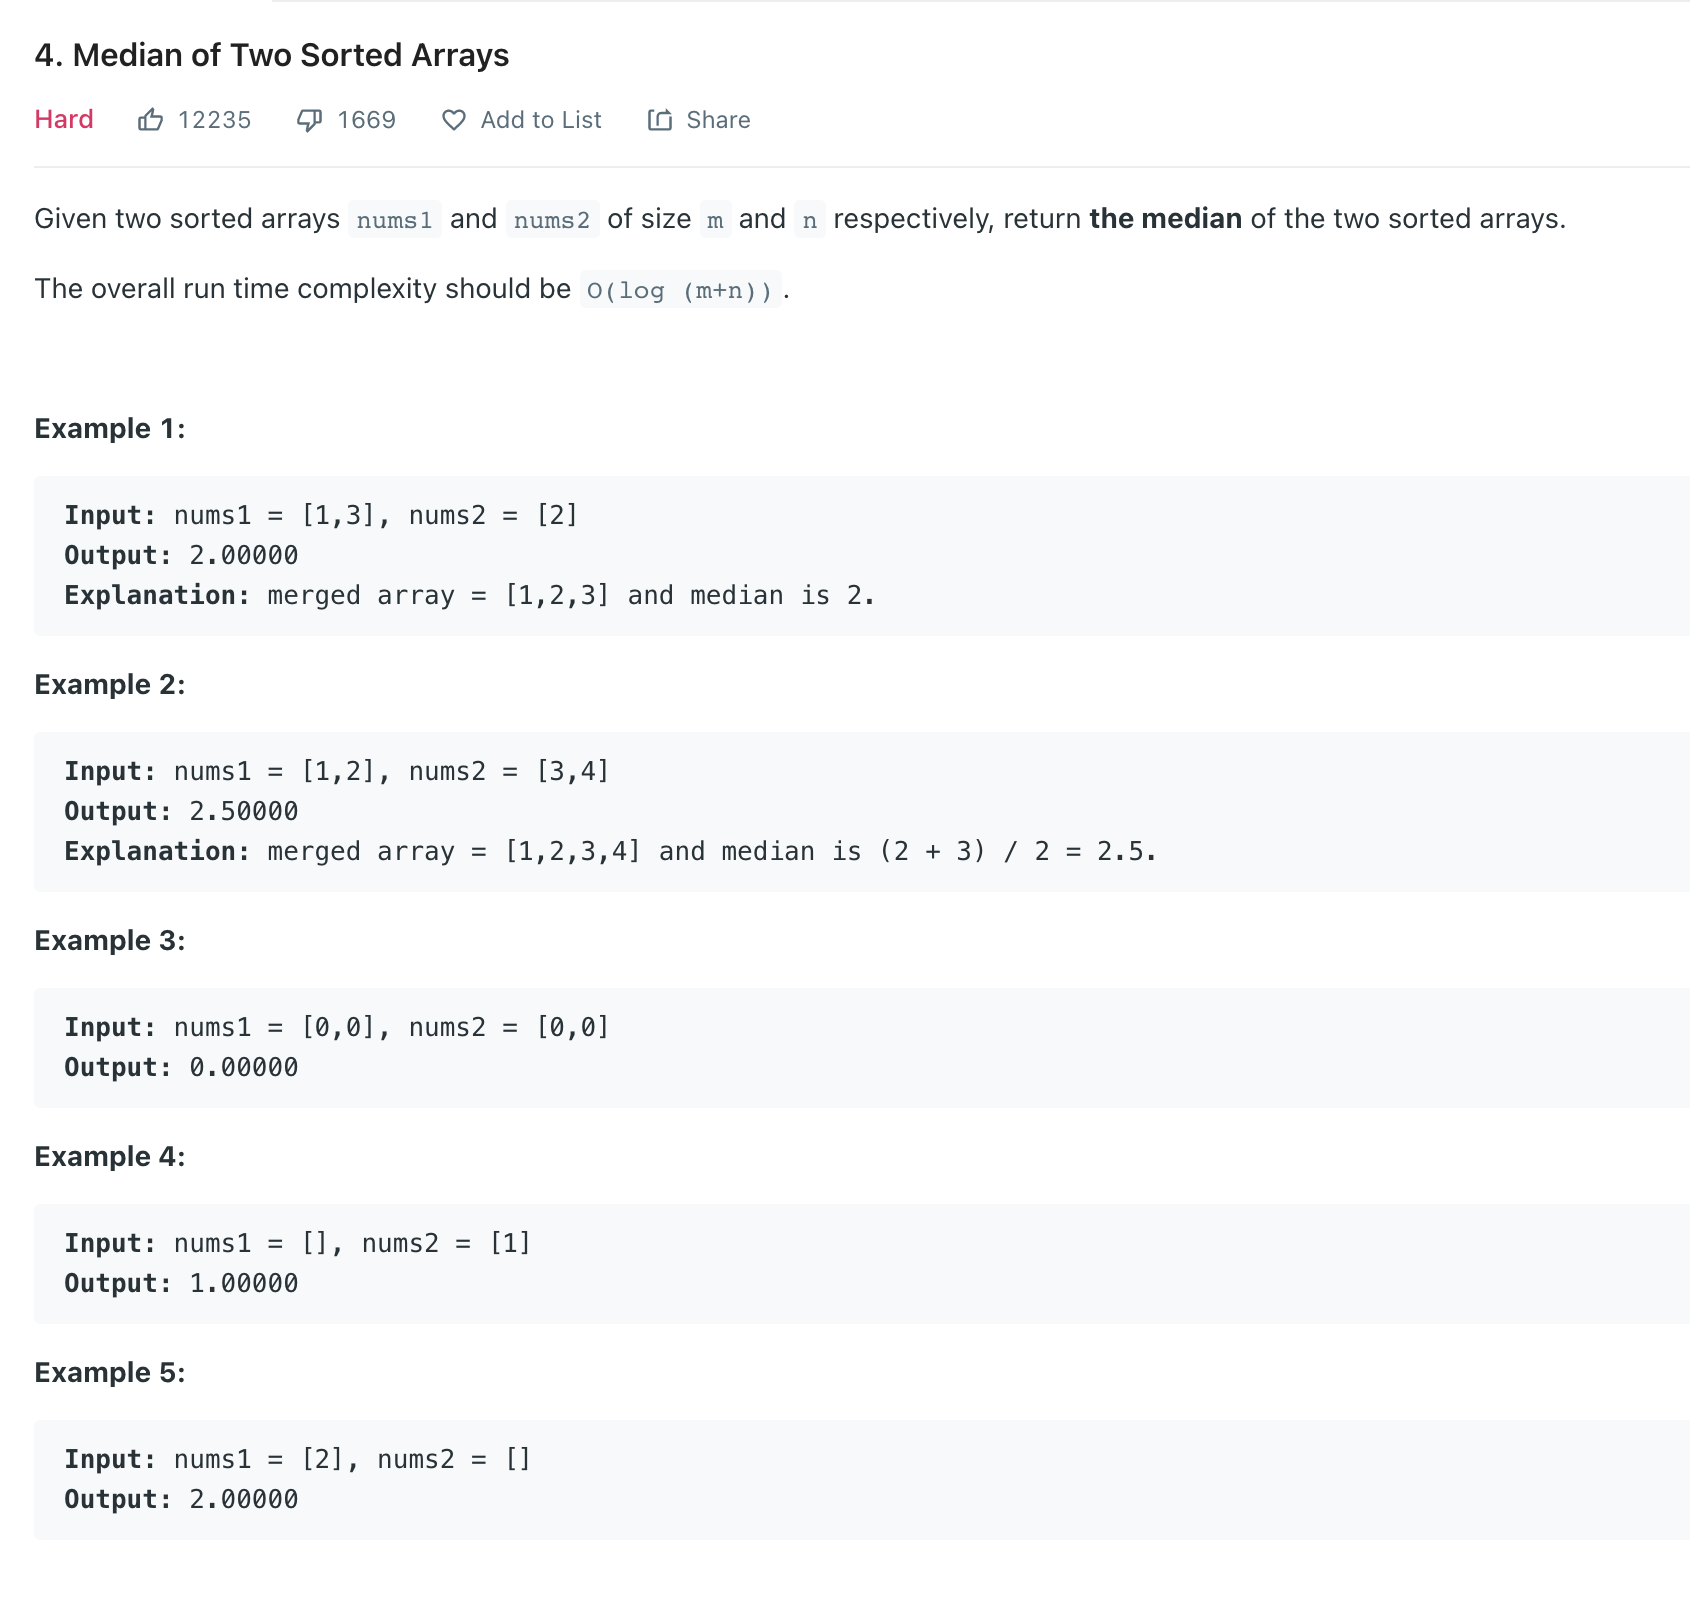 4. Median of Two Sorted Arrays
Hard 12235 1669 Add to List Share
Given two sorted arrays nums1 and nums2 of size m and n respectively, return the median of the two sorted arrays.
The overall run time complexity should be O(log (m+n)).
Example 1:
Input: nums1 = [1,3], nums2 = [2]
Output: 2.00000
Explanation: merged array = [1,2,3] and median is 2.
Example 2:
Input: nums1 = [1,2], nums2 = [3,4]
Output: 2.50000
Explanation: merged array = [1,2,3,4] and median is (2 + 3) / 2 = 2.5.
Example 3:
Input: nums1 = [0,0], nums2 = [0,0]
Output: 0.00000
Example 4:
Input: nums1 = [], nums2 = [1]
Output: 1.00000
Example 5:
Input: nums1 = [2], nums2 = []
Output: 2.00000